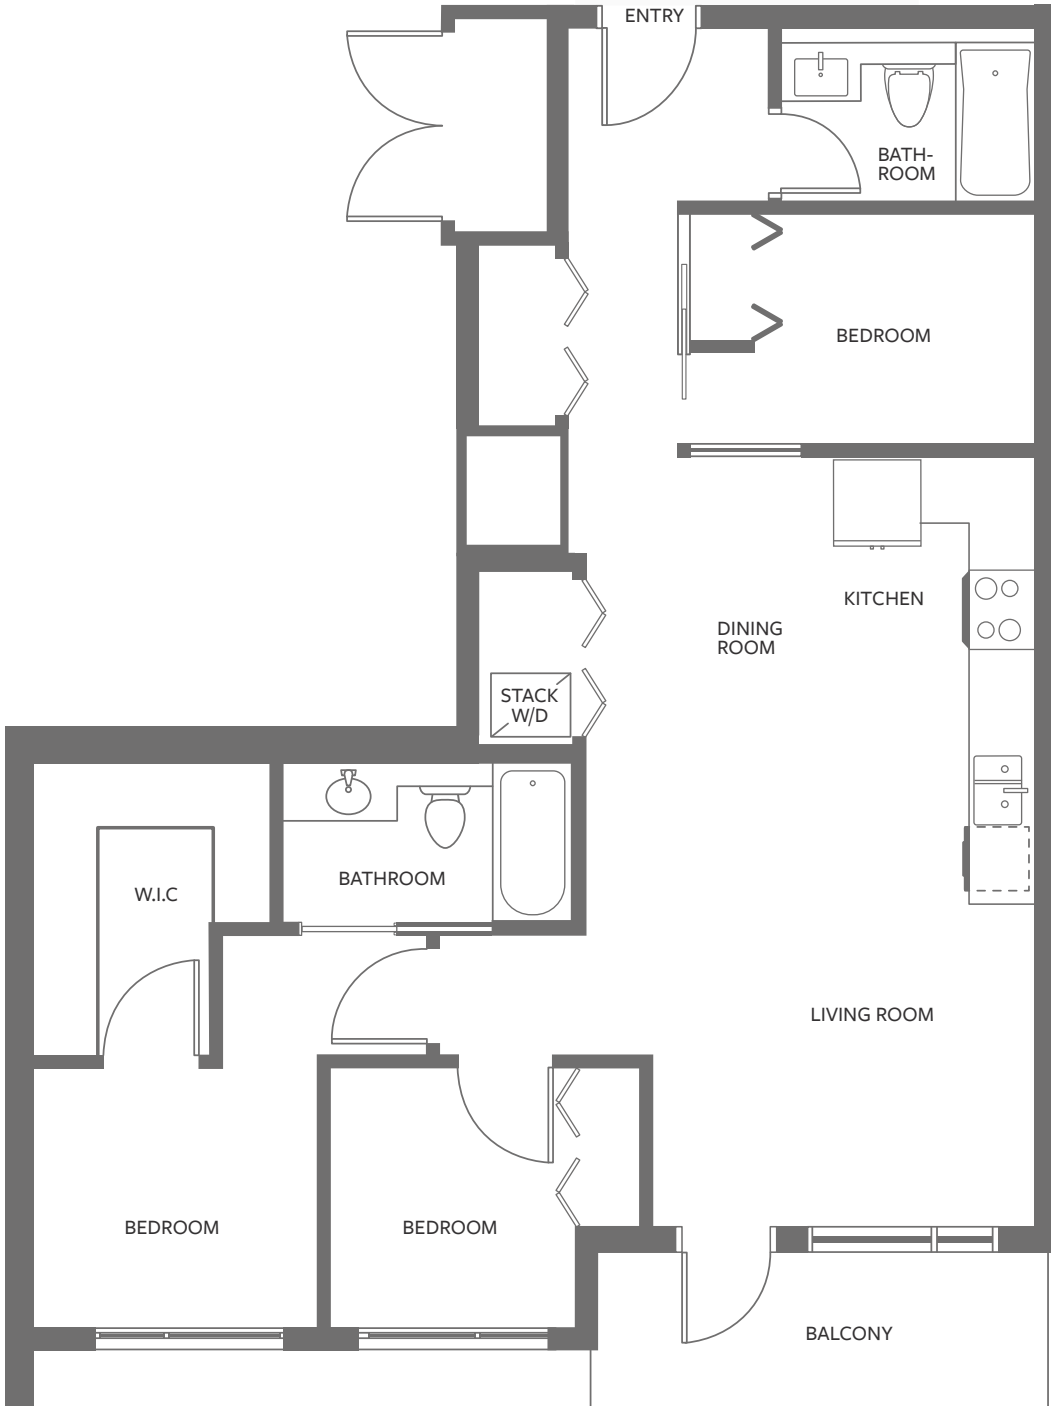 ENTRY
BATH-
ROOM
BEDROOM
KITCHEN
DINING
ROOM
STACK
W/D
BATHROOM
W.I.C
LIVING ROOM
BEDROOM
BEDROOM
BALCONY